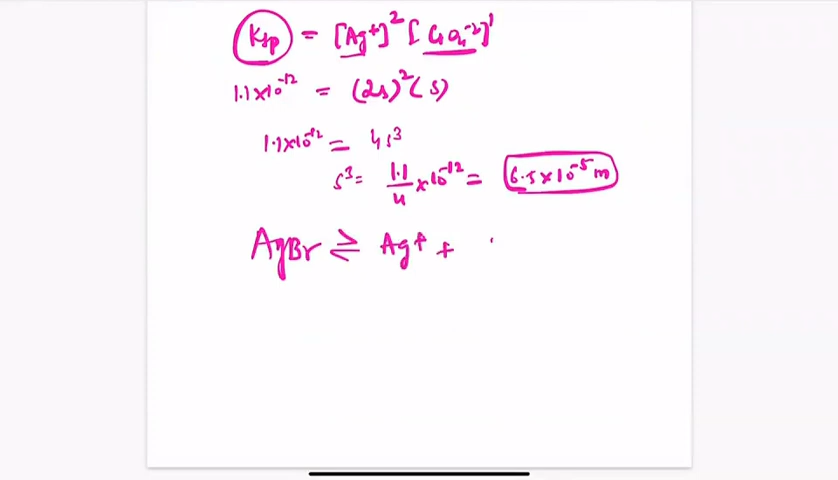 Ksp = [Ag+]² [CrO₄⁻²]¹
1.1×10⁻¹² = (2s)² (s)
1.1×10⁻¹² = 4s³
s³ = 1.1/4 ×10⁻¹² = 6.5×10⁻⁵ m
AgBr ⇌ Ag+ +